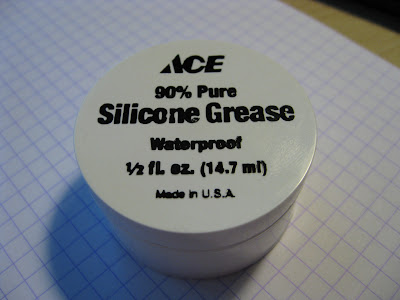 ACE
90% Pure
Silicone Grease
Waterproof
½ fl. oz. (14.7 ml)
Made in U.S.A.